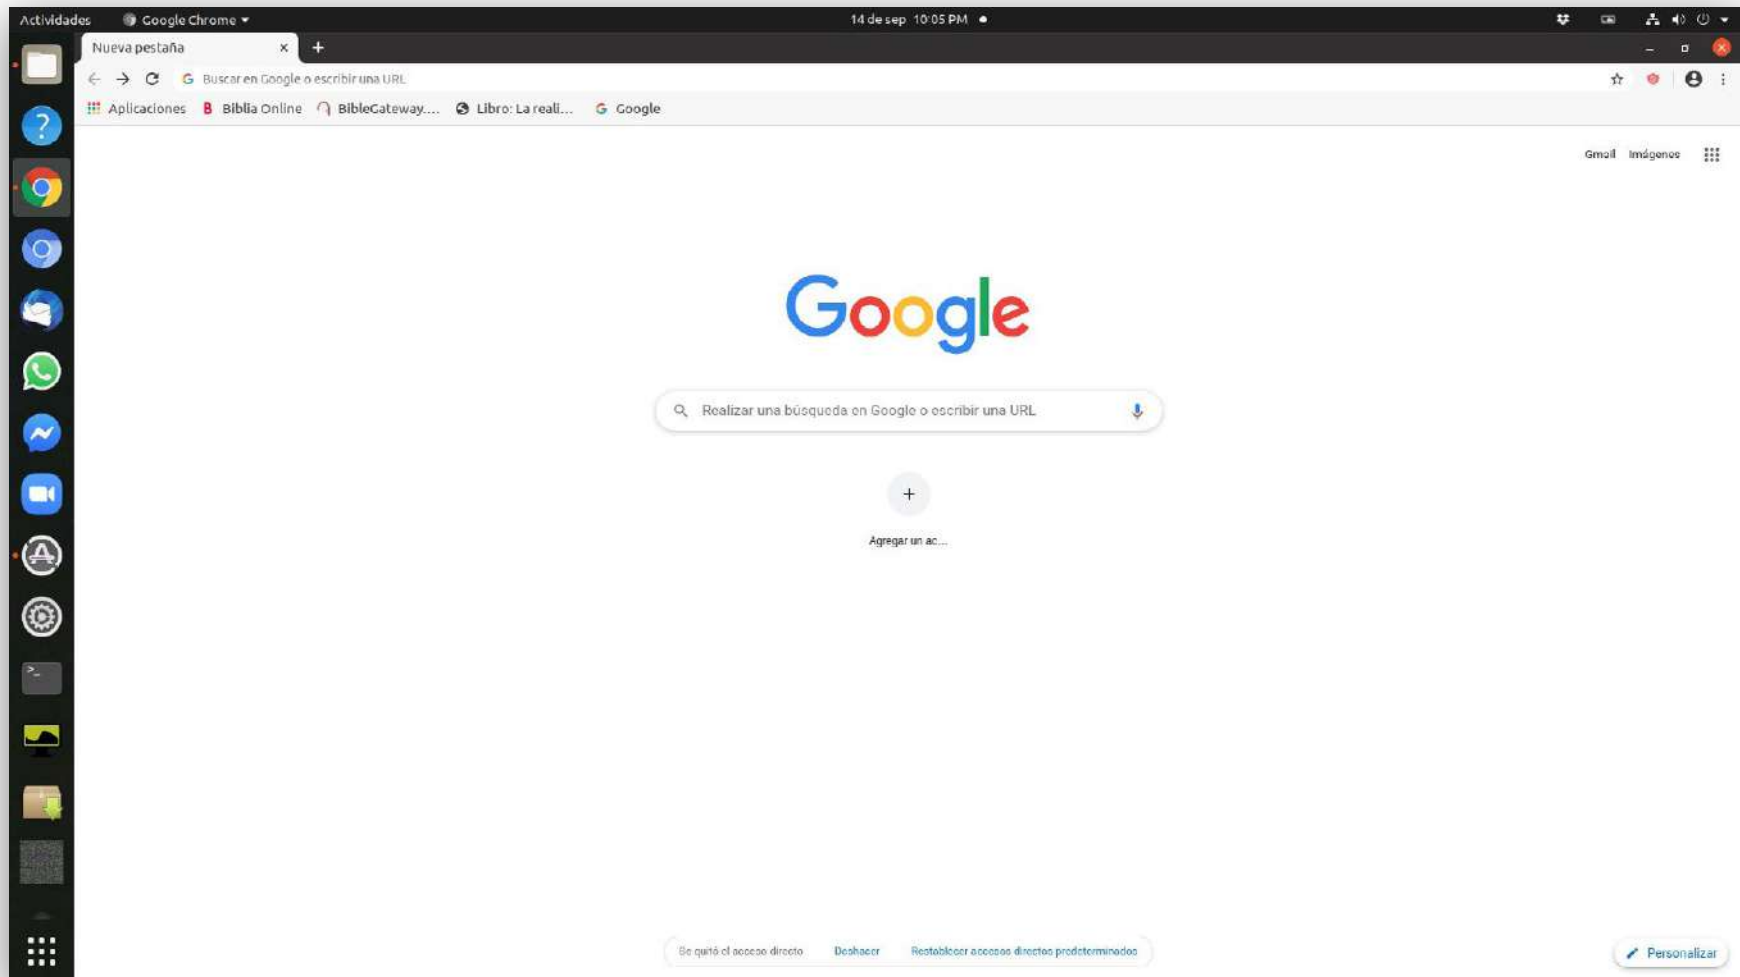 Actividades Google Chrome 14 de sep 10:05 PM
Nueva pestaña
Buscar en Google o escribir una URL
Aplicaciones Biblia Online BibleGateway.... Libro: La reali... Google
Gmail Imágenes
Google
Realizar una búsqueda en Google o escribir una URL
Agregar un ac...
Se quitó el acceso directo Deshacer Restablecer accesos directos predeterminados
Personalizar